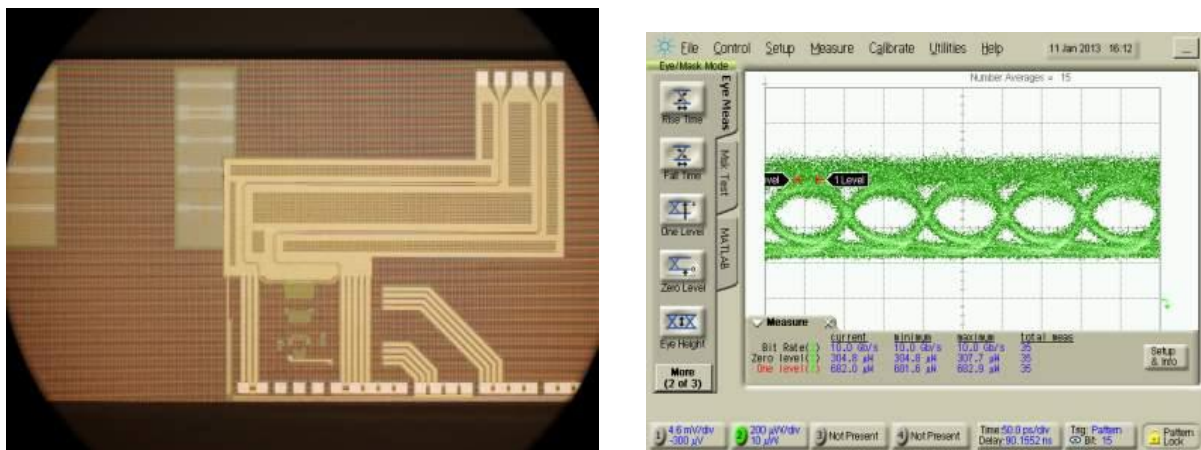 File Control Setup Measure Calibrate Utilities Help 11 Jan 2013 16:12
Eye/Mask Mode
Number Averages = 15
Eye Meas
Rise Time
Mask Test
Fall Time
1 Level
One Level
MATLAB
Zero Level
Eye Height
More
(2 of 3)
Measure
current minimum maximum total meas
Bit Rate( ) 10.0 Gb/s 10.0 Gb/s 10.0 Gb/s 35
Zero level( ) 304.8 µW 304.8 µW 307.7 µW 35
One level( ) 682.0 µW 681.6 µW 682.9 µW 35
Setup
& Info
1) 4.6 mV/div
-300 µV
2) 200 µW/div
10 µW
3) Not Present
4) Not Present
Time:50.0 ps/div
Delay:90.1552 ns
Trig: Pattern
Bit: 15
Pattern
Lock